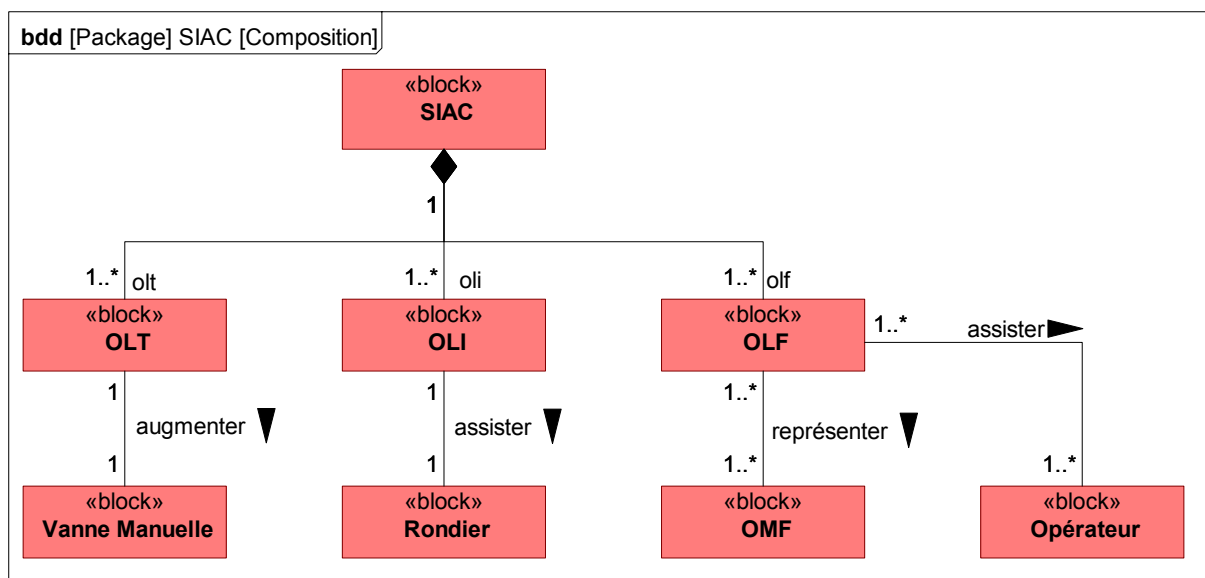 bdd [Package] SIAC [Composition]
«block»
SIAC
1
1..* olt
1..* oli
1..* olf
«block»
OLT
«block»
OLI
«block»
OLF
1..*
assister
1
1
1..*
augmenter
assister
représenter
1
1
1..*
1..*
«block»
Vanne Manuelle
«block»
Rondier
«block»
OMF
«block»
Opérateur